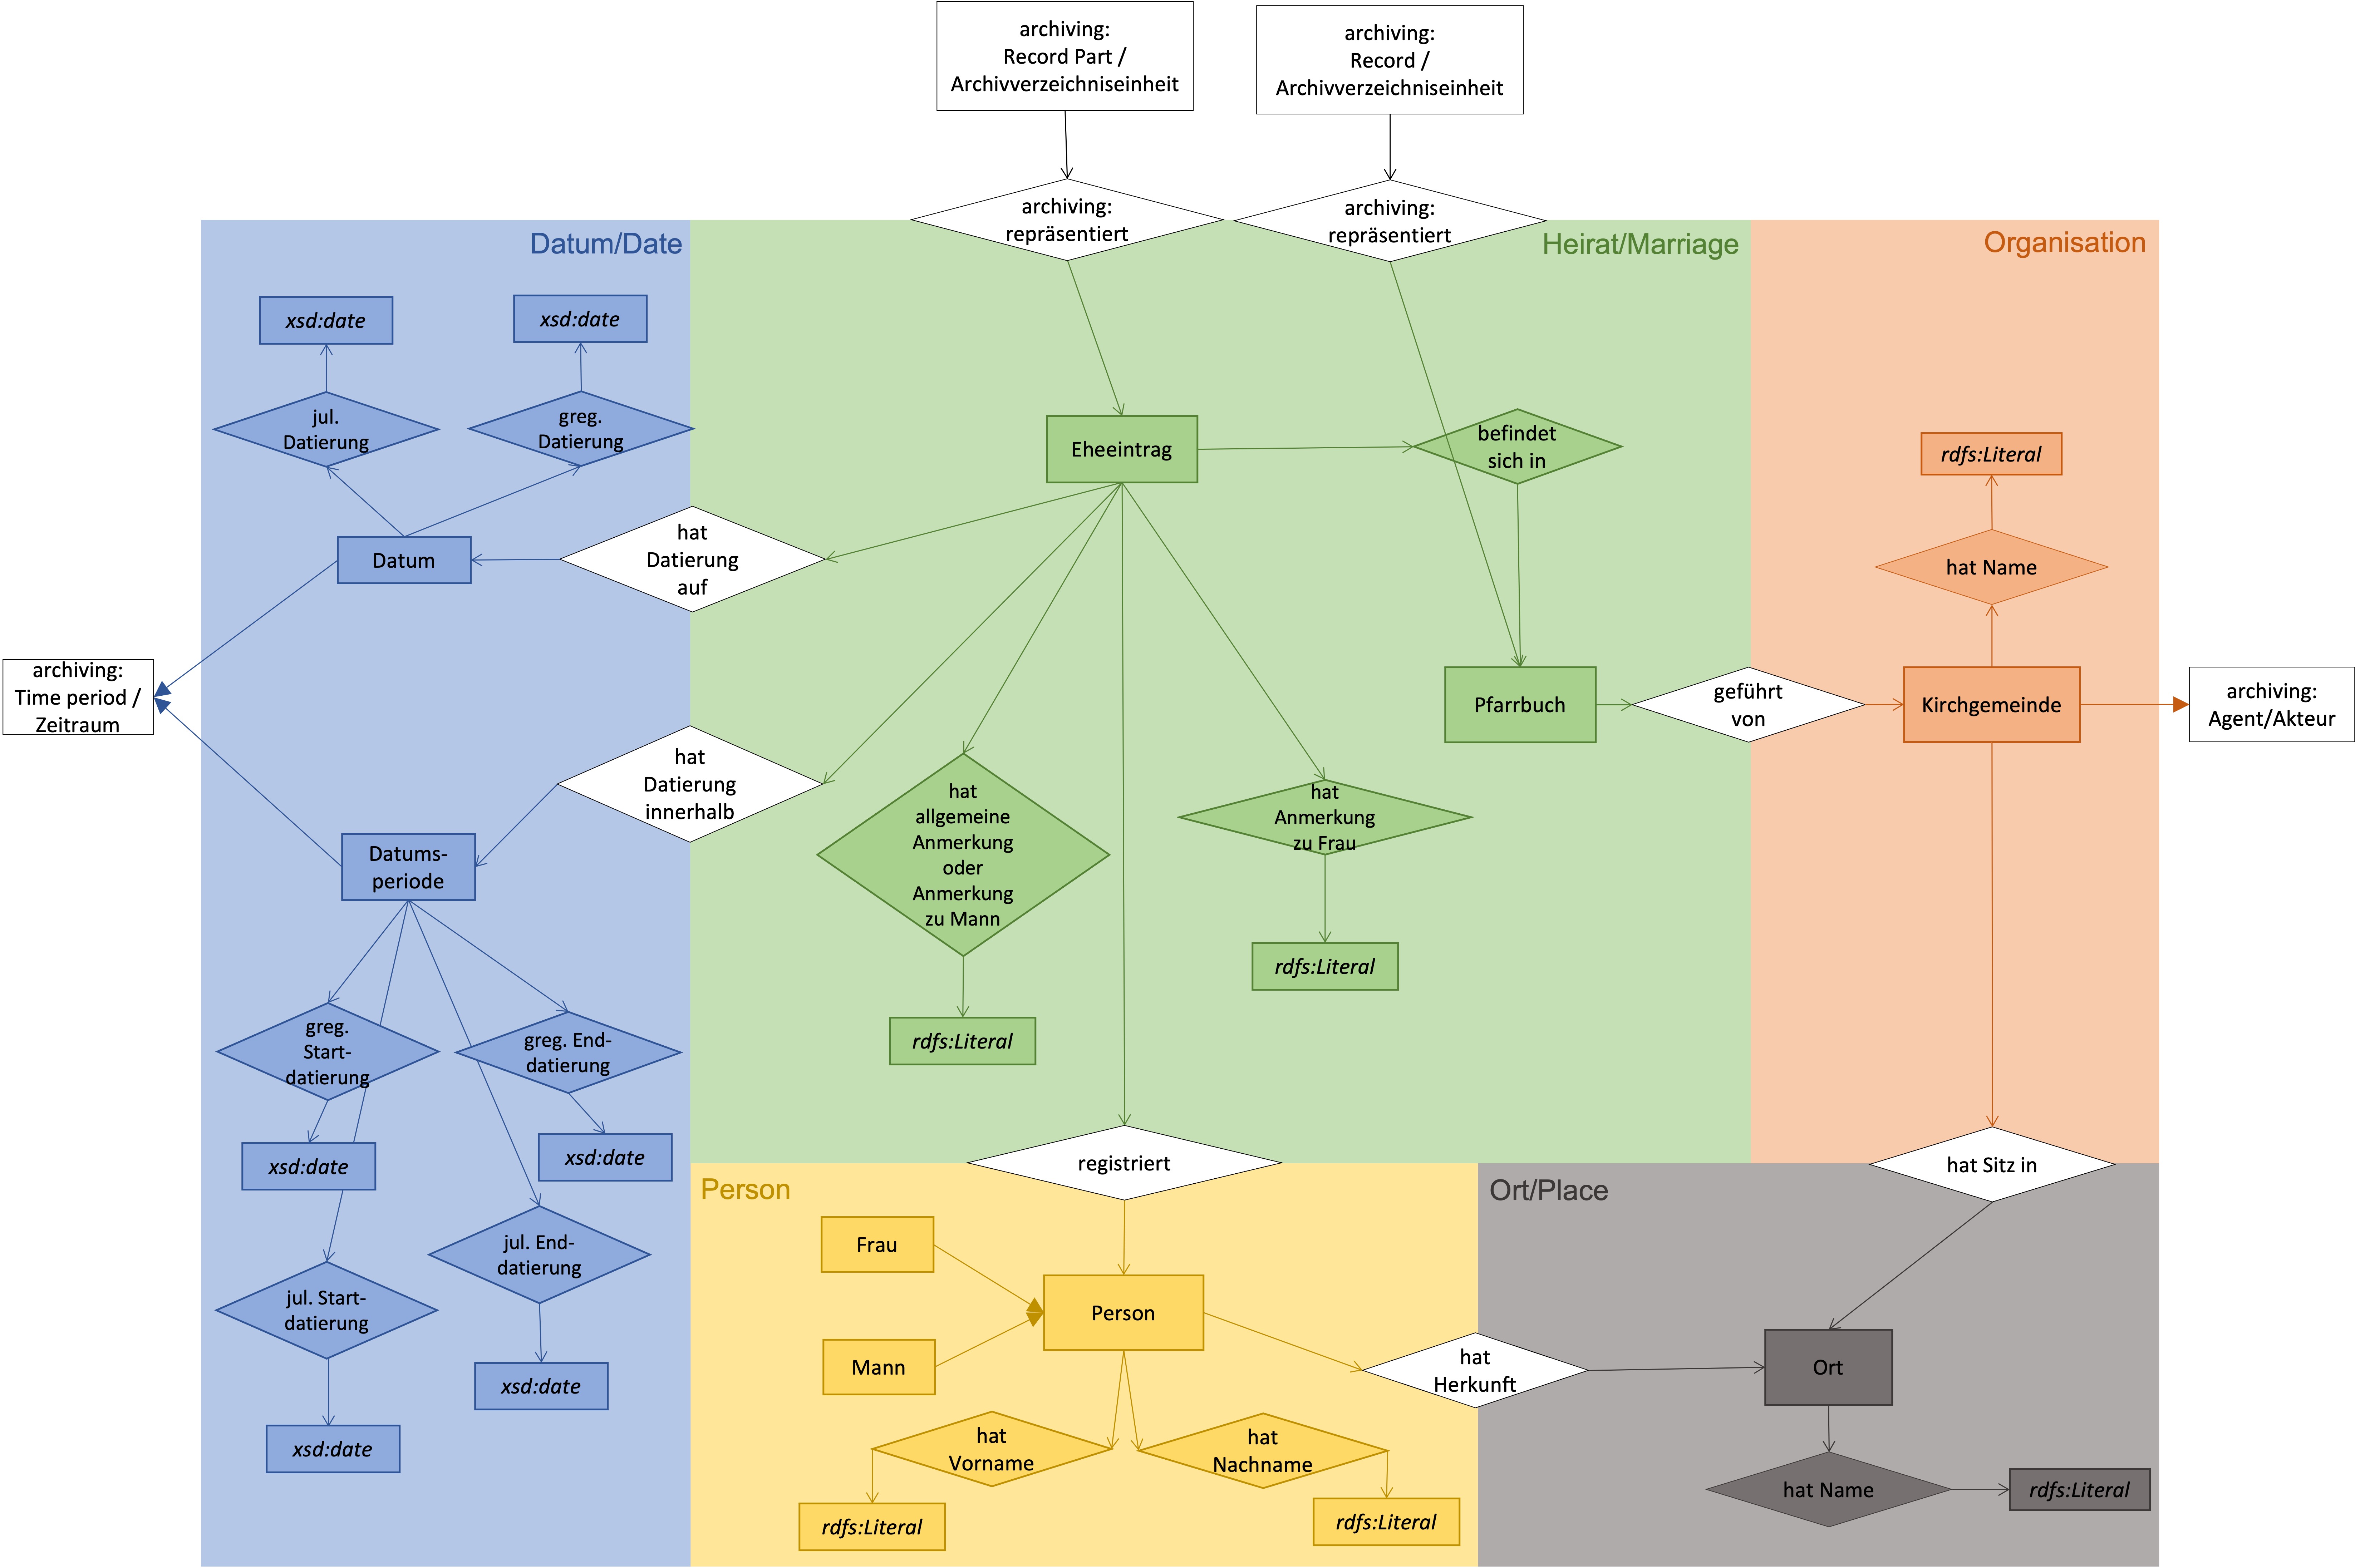 archiving:
Record Part /
Archivverzeichniseinheit
archiving:
Record /
Archivverzeichniseinheit
archiving:
repräsentiert
archiving:
repräsentiert
Datum/Date
Heirat/Marriage
Organisation
xsd:date
xsd:date
jul.
Datierung
greg.
Datierung
Eheeintrag
befindet
sich in
rdfs:Literal
Datum
hat
Datierung
auf
hat Name
archiving:
Time period /
Zeitraum
Pfarrbuch
geführt
von
Kirchgemeinde
archiving:
Agent/Akteur
hat
Datierung
innerhalb
hat
allgemeine
Anmerkung
oder
Anmerkung
zu Mann
hat
Anmerkung
zu Frau
Datums-
periode
rdfs:Literal
rdfs:Literal
greg.
Start-
datierung
greg. End-
datierung
xsd:date
xsd:date
registriert
hat Sitz in
Person
Ort/Place
jul. End-
datierung
jul. Start-
datierung
Frau
Person
Mann
hat
Herkunft
Ort
xsd:date
xsd:date
hat
Vorname
hat
Nachname
hat Name
rdfs:Literal
rdfs:Literal
rdfs:Literal